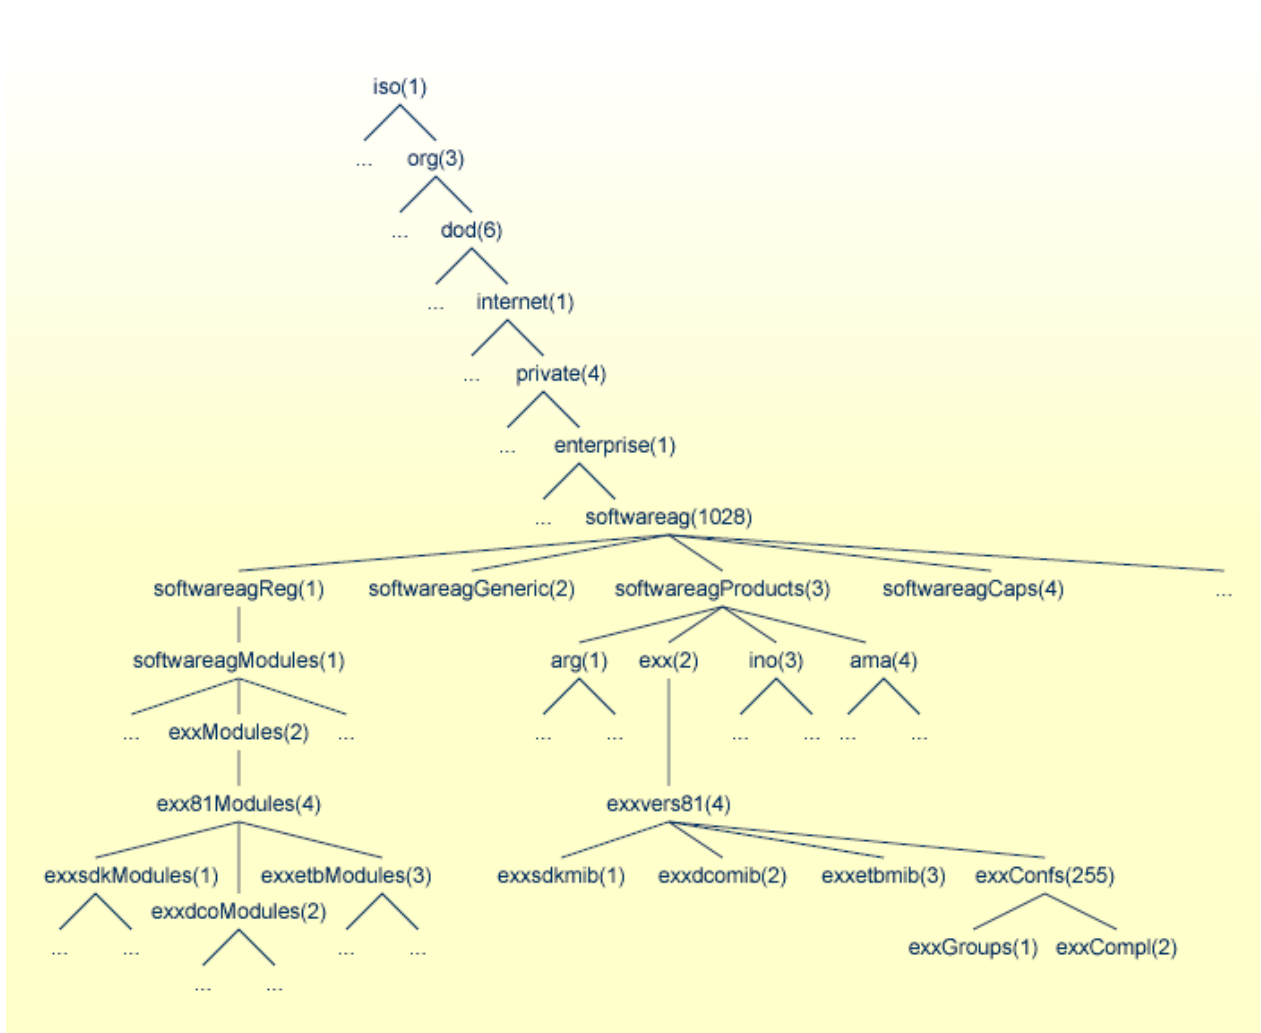 iso(1)
... org(3)
... dod(6)
... internet(1)
... private(4)
... enterprise(1)
... softwareag(1028)
softwareagReg(1) softwareagGeneric(2) softwareagProducts(3) softwareagCaps(4) ...
softwareagModules(1) arg(1) exx(2) ino(3) ama(4)
... exxModules(2) ... ... ... ... ... ... ...
exx81Modules(4) exxvers81(4)
exxsdkModules(1) exxetbModules(3) exxsdkmib(1) exxdcomib(2) exxetbmib(3) exxConfs(255)
exxdcoModules(2)
... ... ... ... exxGroups(1) exxCompl(2)
... ...